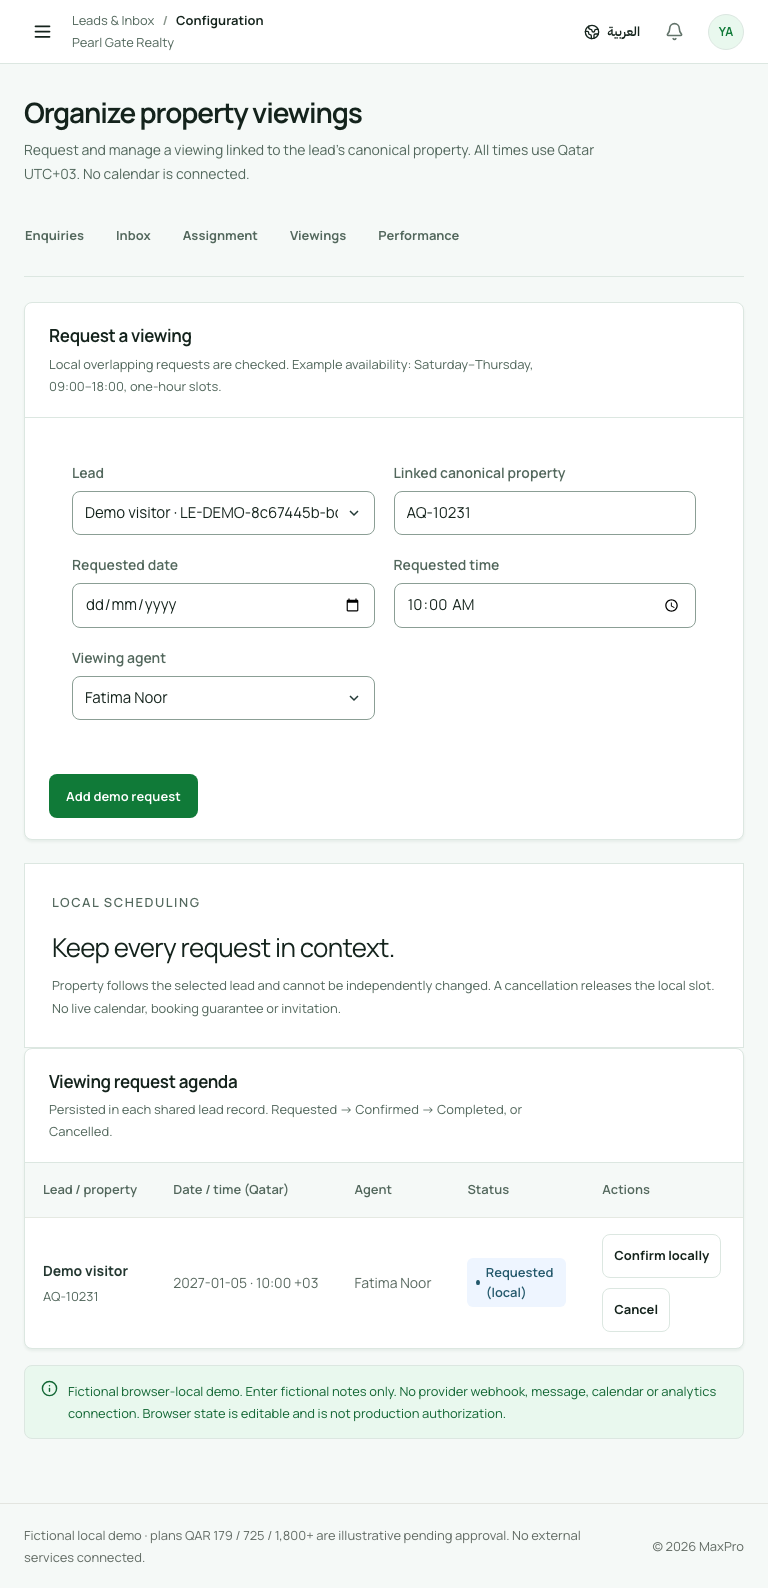 Leads & Inbox / Configuration
Pearl Gate Realty
العربية
YA
Organize property viewings
Request and manage a viewing linked to the lead's canonical property. All times use Qatar
UTC+03. No calendar is connected.
Enquiries Inbox Assignment Viewings Performance
Request a viewing
Local overlapping requests are checked. Example availability: Saturday–Thursday,
09:00–18:00, one-hour slots.
Lead Linked canonical property
Demo visitor · LE-DEMO-8c67445b-bc AQ-10231
Requested date Requested time
dd/mm/yyyy 10:00 AM
Viewing agent
Fatima Noor
Add demo request
LOCAL SCHEDULING
Keep every request in context.
Property follows the selected lead and cannot be independently changed. A cancellation releases the local slot.
No live calendar, booking guarantee or invitation.
Viewing request agenda
Persisted in each shared lead record. Requested → Confirmed → Completed, or
Cancelled.
Lead / property Date / time (Qatar) Agent Status Actions
Demo visitor
AQ-10231
2027-01-05 · 10:00 +03
Fatima Noor
Requested
(local)
Confirm locally
Cancel
Fictional browser-local demo. Enter fictional notes only. No provider webhook, message, calendar or analytics
connection. Browser state is editable and is not production authorization.
Fictional local demo · plans QAR 179 / 725 / 1,800+ are illustrative pending approval. No external
services connected.
© 2026 MaxPro